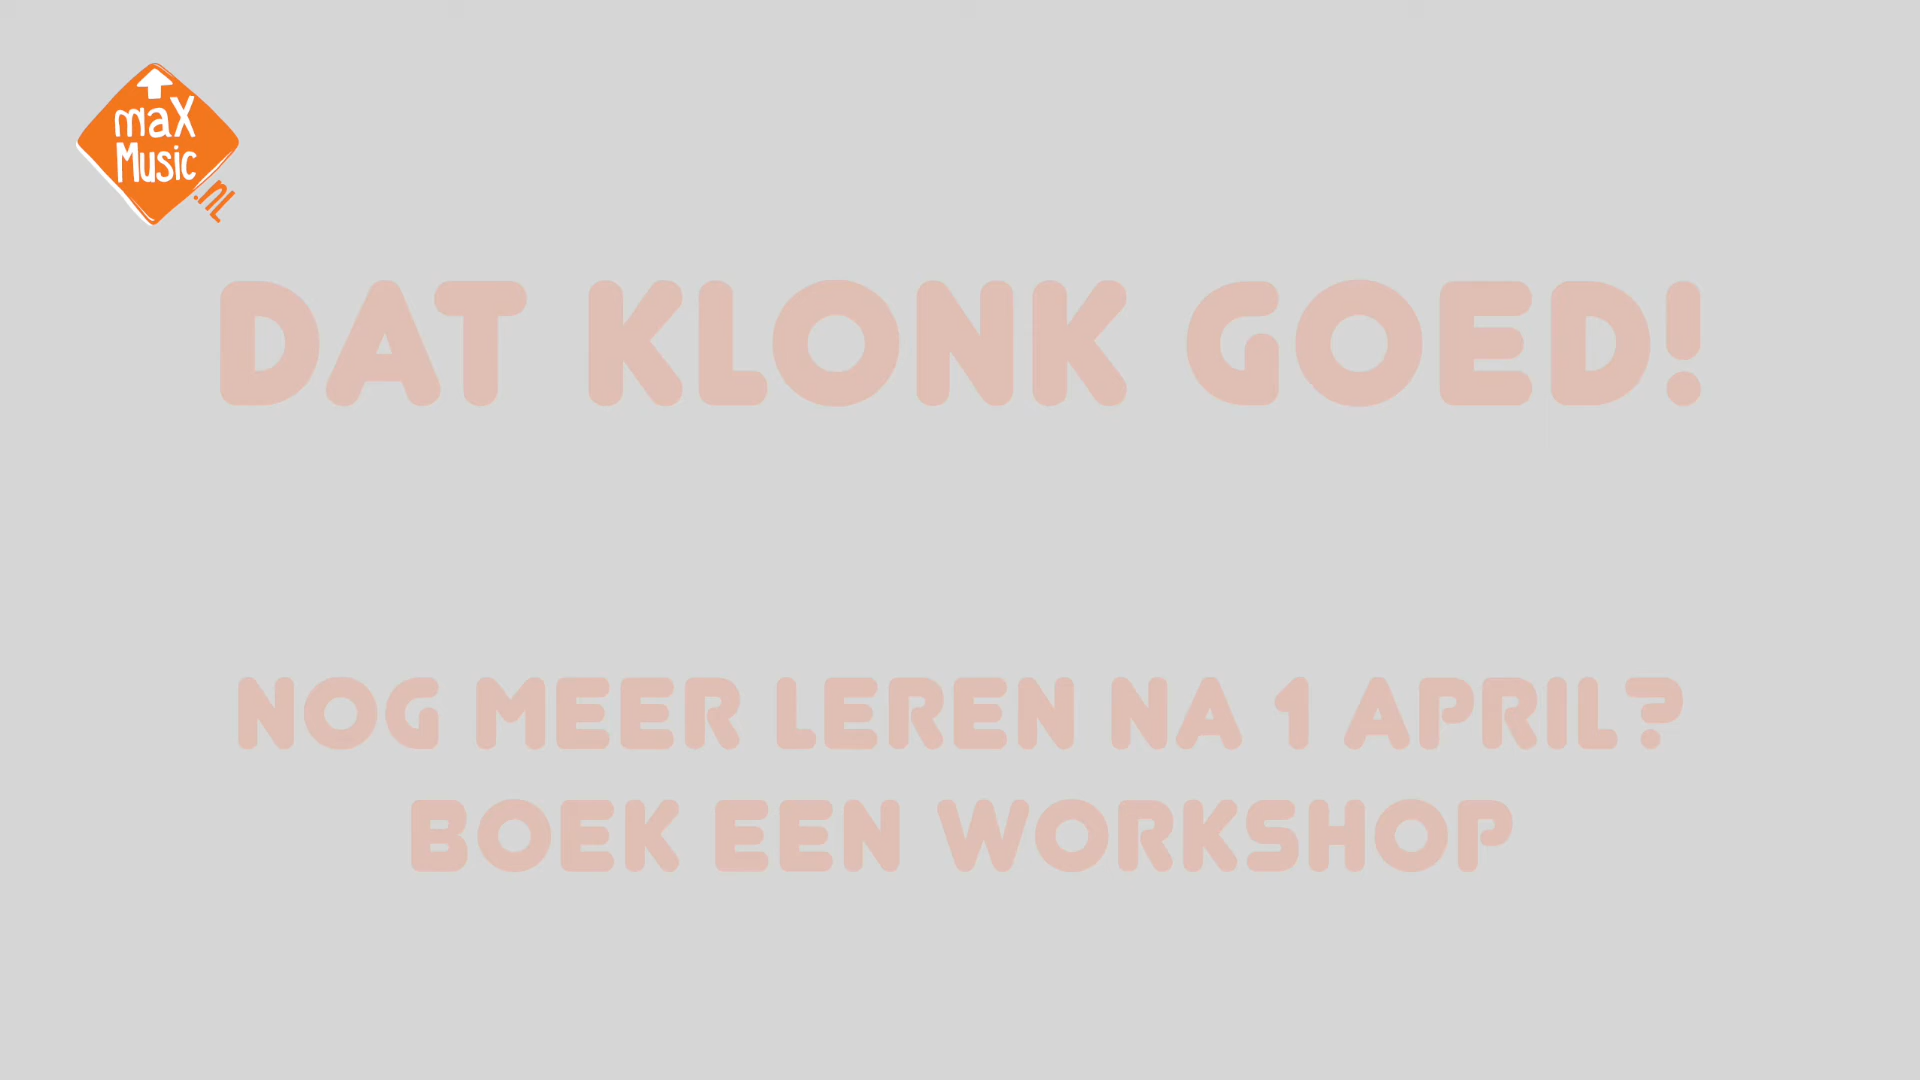 maX
Music
.nl
DAT KLONK GOED!
NOG MEER LEREN NA 1 APRIL?
BOEK EEN WORKSHOP